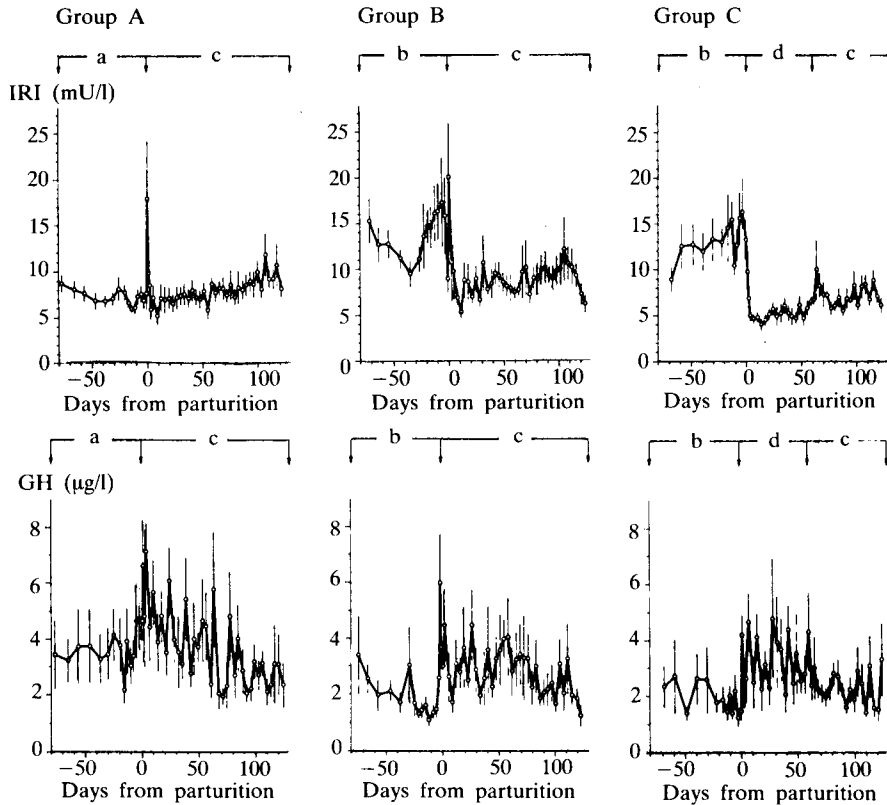 Group A Group B Group C
a c b c b d c
IRI (mU/l)
25 25 25
20 20 20
15 15 15
10 10 10
5 5 5
0 0 0
−50 0 50 100 −50 0 50 100 −50 0 50 100
Days from parturition Days from parturition Days from parturition
a c b c b d c
GH (µg/l)
8 8 8
6 6 6
4 4 4
2 2 2
0 0 0
−50 0 50 100 −50 0 50 100 −50 0 50 100
Days from parturition Days from parturition Days from parturition